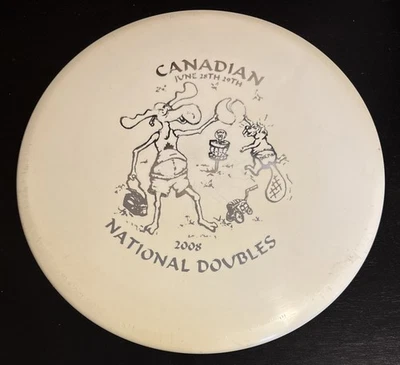 CANADIAN
JUNE 28TH 29TH
2008
NATIONAL DOUBLES